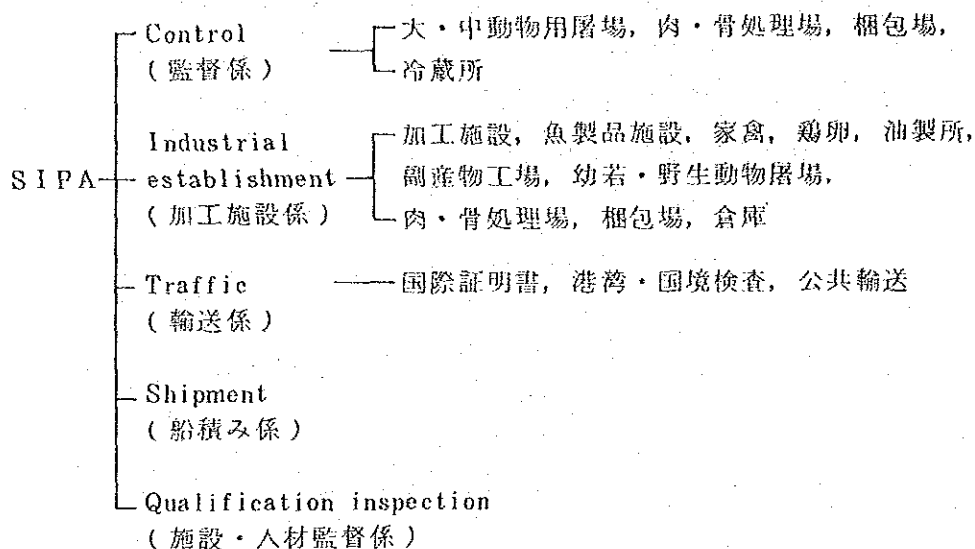 Control
(監督係)
大・中動物用屠場,肉・骨処理場,梱包場,
冷蔵所
SIPA
Industrial
establishment
(加工施設係)
加工施設,魚製品施設,家禽,鶏卵,油製所,
副産物工場,幼若・野生動物屠場,
肉・骨処理場,梱包場,倉庫
Traffic
(輸送係)
国際証明書,港湾・国境検査,公共輸送
Shipment
(船積み係)
Qualification inspection
(施設・人材監督係)